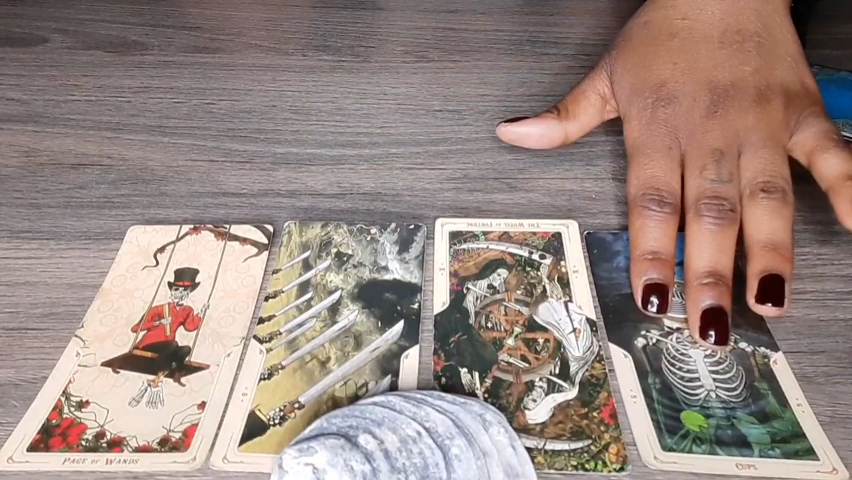 PAGE OF WANDS
THE WHEEL OF FORTUNE
CUPS